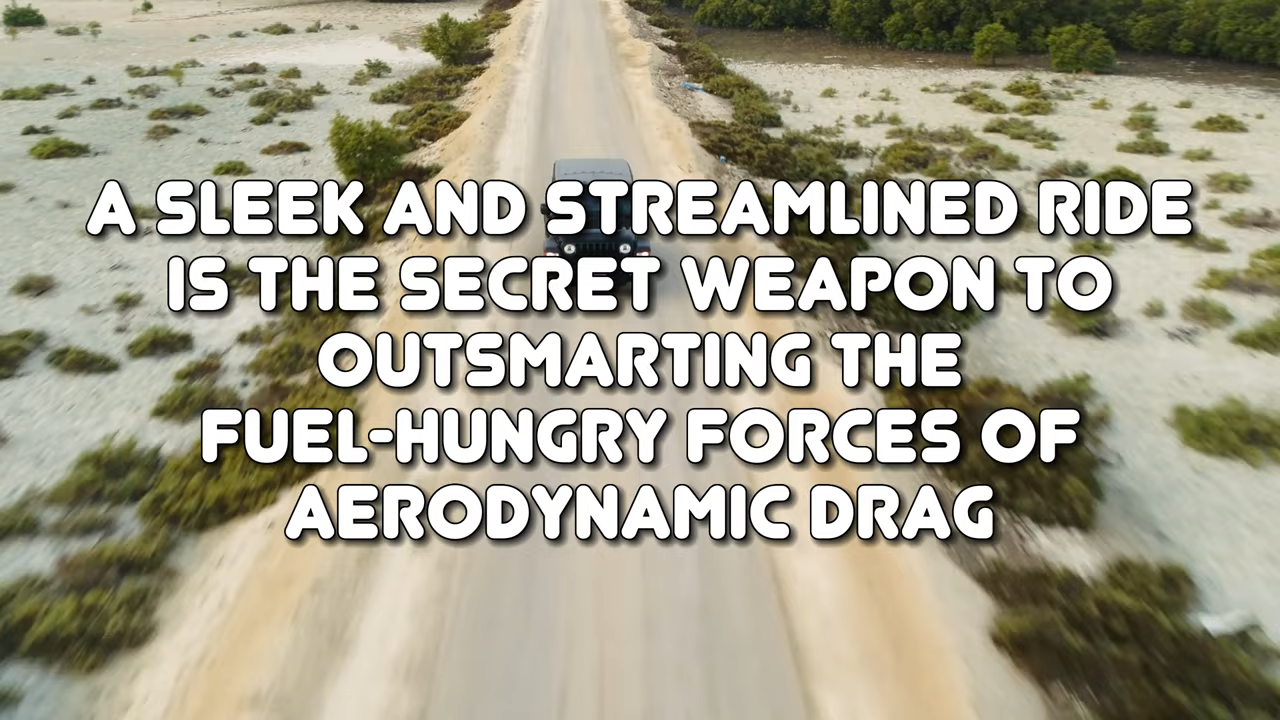 A SLEEK AND STREAMLINED RIDE
IS THE SECRET WEAPON TO
OUTSMARTING THE
FUEL-HUNGRY FORCES OF
AERODYNAMIC DRAG